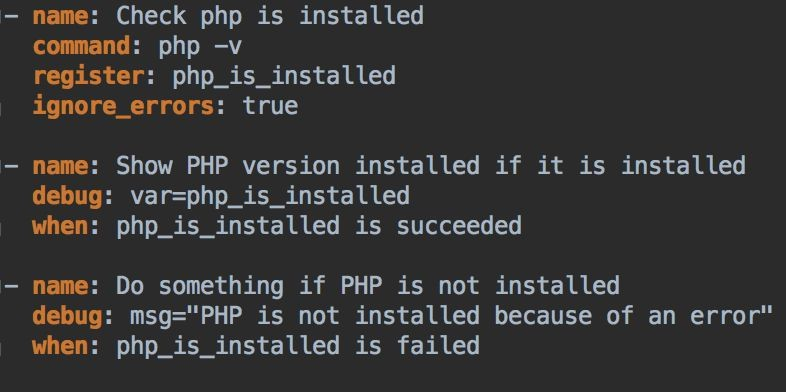 - name: Check php is installed
  command: php -v
  register: php_is_installed
  ignore_errors: true

- name: Show PHP version installed if it is installed
  debug: var=php_is_installed
  when: php_is_installed is succeeded

- name: Do something if PHP is not installed
  debug: msg="PHP is not installed because of an error"
  when: php_is_installed is failed